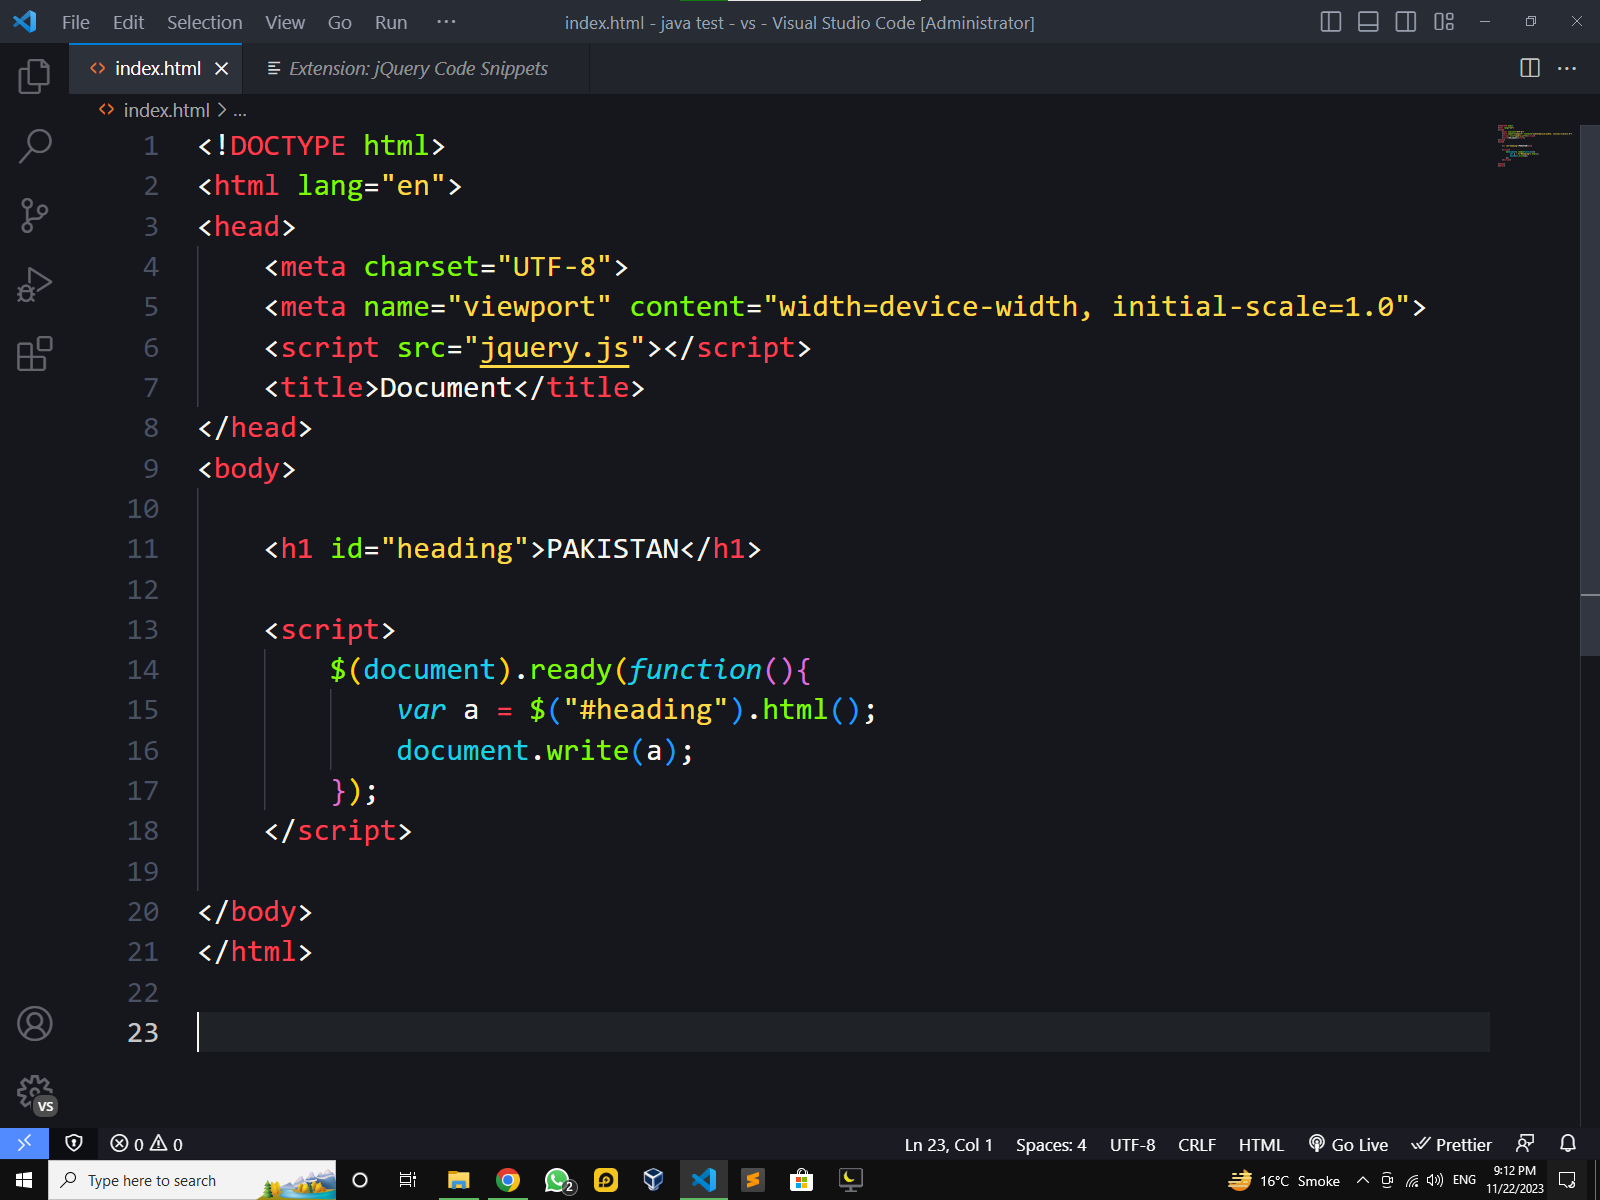 File Edit Selection View Go Run ···
index.html - java test - vs - Visual Studio Code [Administrator]
index.html
Extension: jQuery Code Snippets
index.html > ...
1 <!DOCTYPE html>
2 <html lang="en">
3 <head>
4 <meta charset="UTF-8">
5 <meta name="viewport" content="width=device-width, initial-scale=1.0">
6 <script src="jquery.js"></script>
7 <title>Document</title>
8 </head>
9 <body>
10
11 <h1 id="heading">PAKISTAN</h1>
12
13 <script>
14 $(document).ready(function(){
15 var a = $("#heading").html();
16 document.write(a);
17 });
18 </script>
19
20 </body>
21 </html>
22
23
VS
0 0
Ln 23, Col 1 Spaces: 4 UTF-8 CRLF HTML Go Live Prettier
Type here to search
2
16°C Smoke
ENG
9:12 PM
11/22/2023